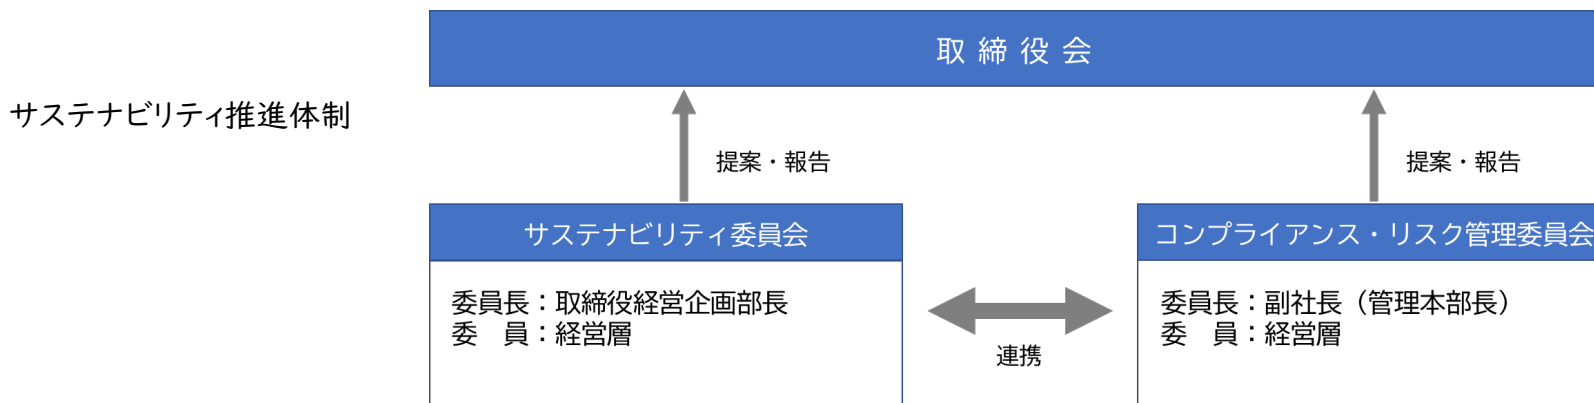 取締役会
サステナビリティ推進体制
提案・報告
提案・報告
サステナビリティ委員会
コンプライアンス・リスク管理委員会
委員長：取締役経営企画部長
委　員：経営層
連携
委員長：副社長（管理本部長）
委　員：経営層